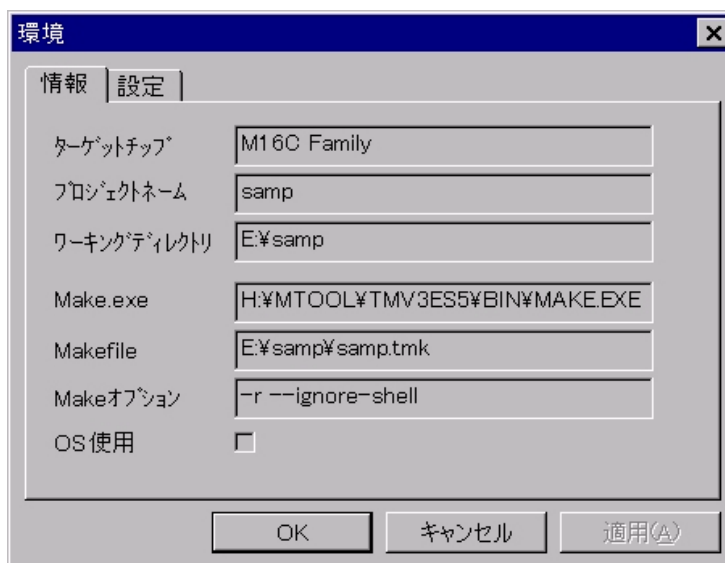 環境
情報 設定
ﾀｰｹﾞｯﾄﾁｯﾌﾟ M16C Family
ﾌﾟﾛｼﾞｪｸﾄﾈｰﾑ samp
ﾜｰｷﾝｸﾞﾃﾞｨﾚｸﾄﾘ E:¥samp
Make.exe H:¥MTOOL¥TMV3ES5¥BIN¥MAKE.EXE
Makefile E:¥samp¥samp.tmk
Makeｵﾌﾟｼｮﾝ -r --ignore-shell
OS使用
OK キャンセル 適用(A)